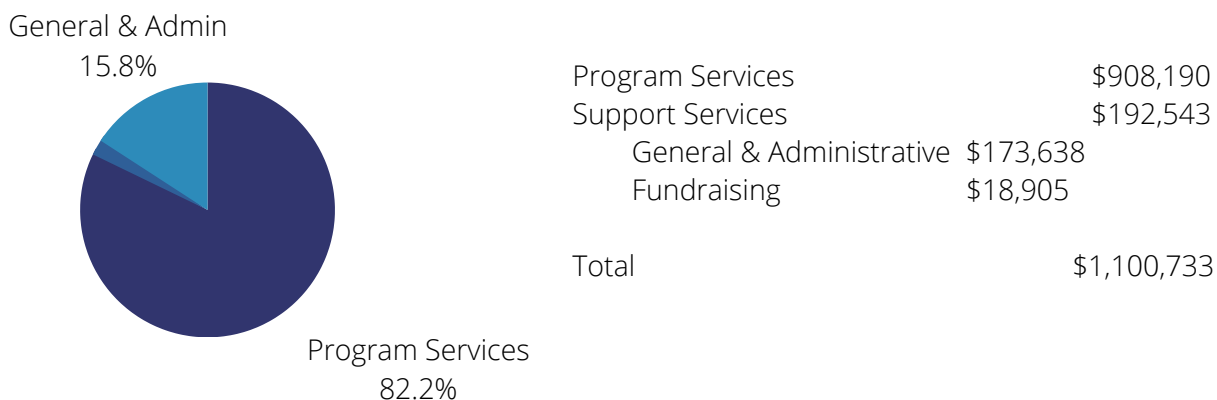 General & Admin
15.8%
Program Services
82.2%
Program Services $908,190
Support Services $192,543
General & Administrative $173,638
Fundraising $18,905
Total $1,100,733